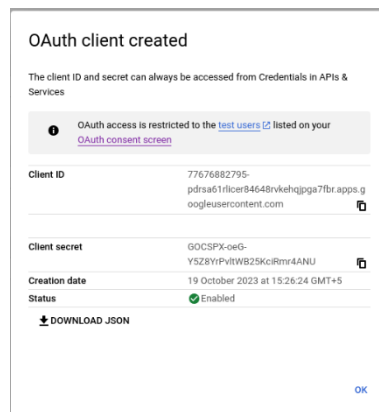 OAuth client created
The client ID and secret can always be accessed from Credentials in APIs &
Services
OAuth access is restricted to the test users listed on your
OAuth consent screen
Client ID
77676882795-
pdrsa61rlicer84648rvkehqjpga7fbr.apps.g
oogleusercontent.com
Client secret
GOCSPX-oeG-
Y5Z8YrPvltWB25KciRmr4ANU
Creation date
19 October 2023 at 15:26:24 GMT+5
Status
Enabled
DOWNLOAD JSON
OK